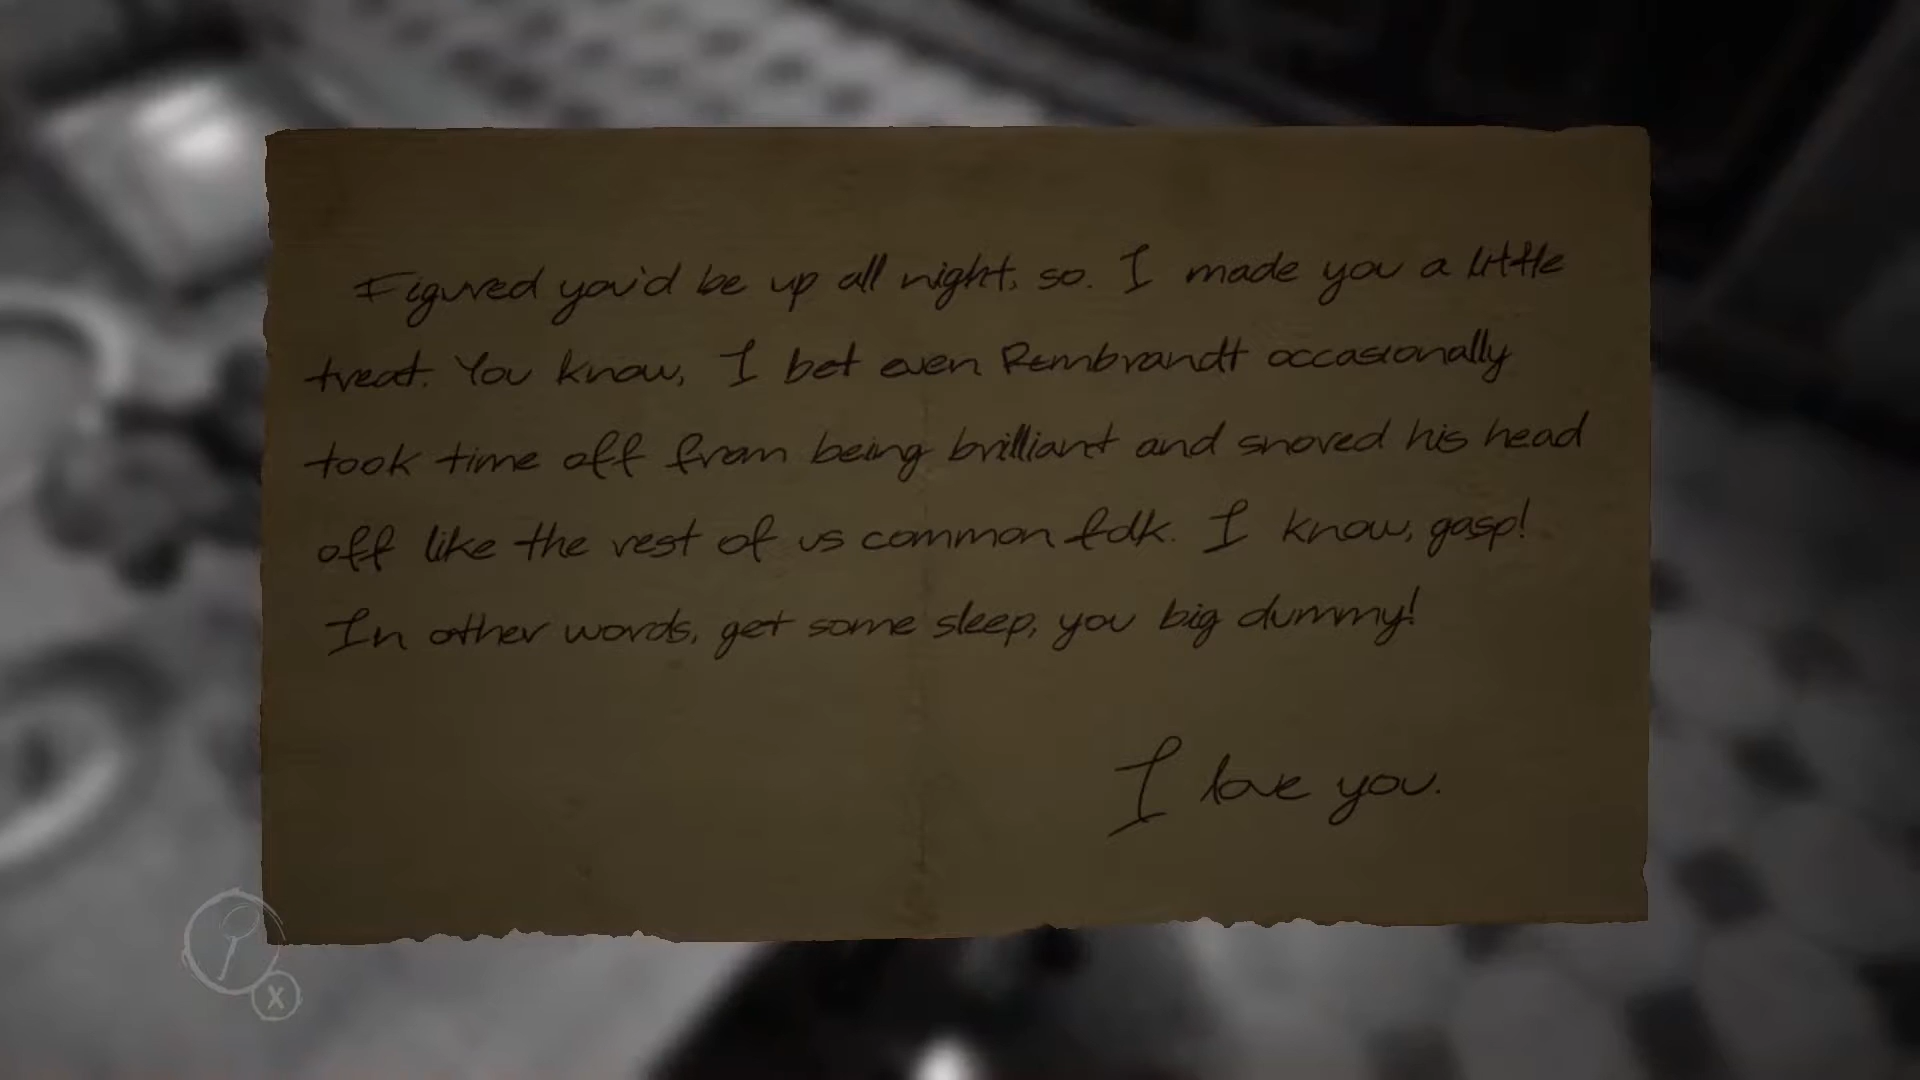 Figured you'd be up all night, so. I made you a little
treat. You know, I bet even Rembrandt occasionally
took time off from being brilliant and snored his head
off like the rest of us common folk. I know, gasp!
In other words, get some sleep, you big dummy!
I love you.
X